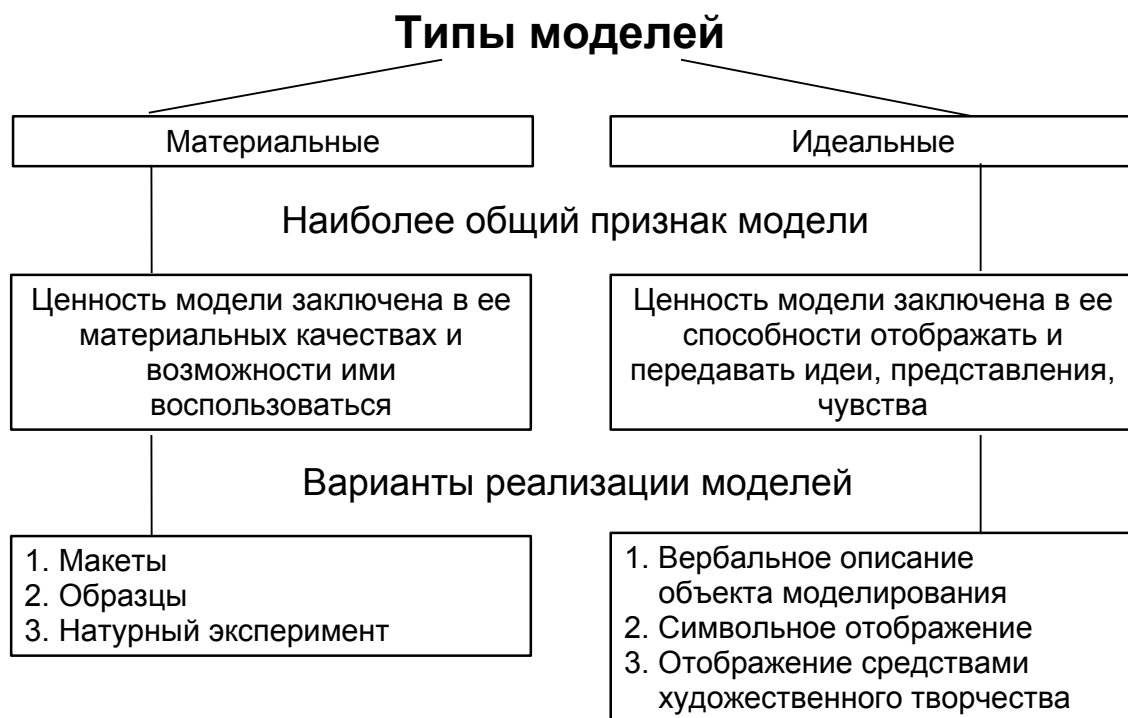 Типы моделей
Материальные
Идеальные
Наиболее общий признак модели
Ценность модели заключена в ее
материальных качествах и
возможности ими
воспользоваться
Ценность модели заключена в ее
способности отображать и
передавать идеи, представления,
чувства
Варианты реализации моделей
1. Макеты
2. Образцы
3. Натурный эксперимент
1. Вербальное описание
объекта моделирования
2. Символьное отображение
3. Отображение средствами
художественного творчества